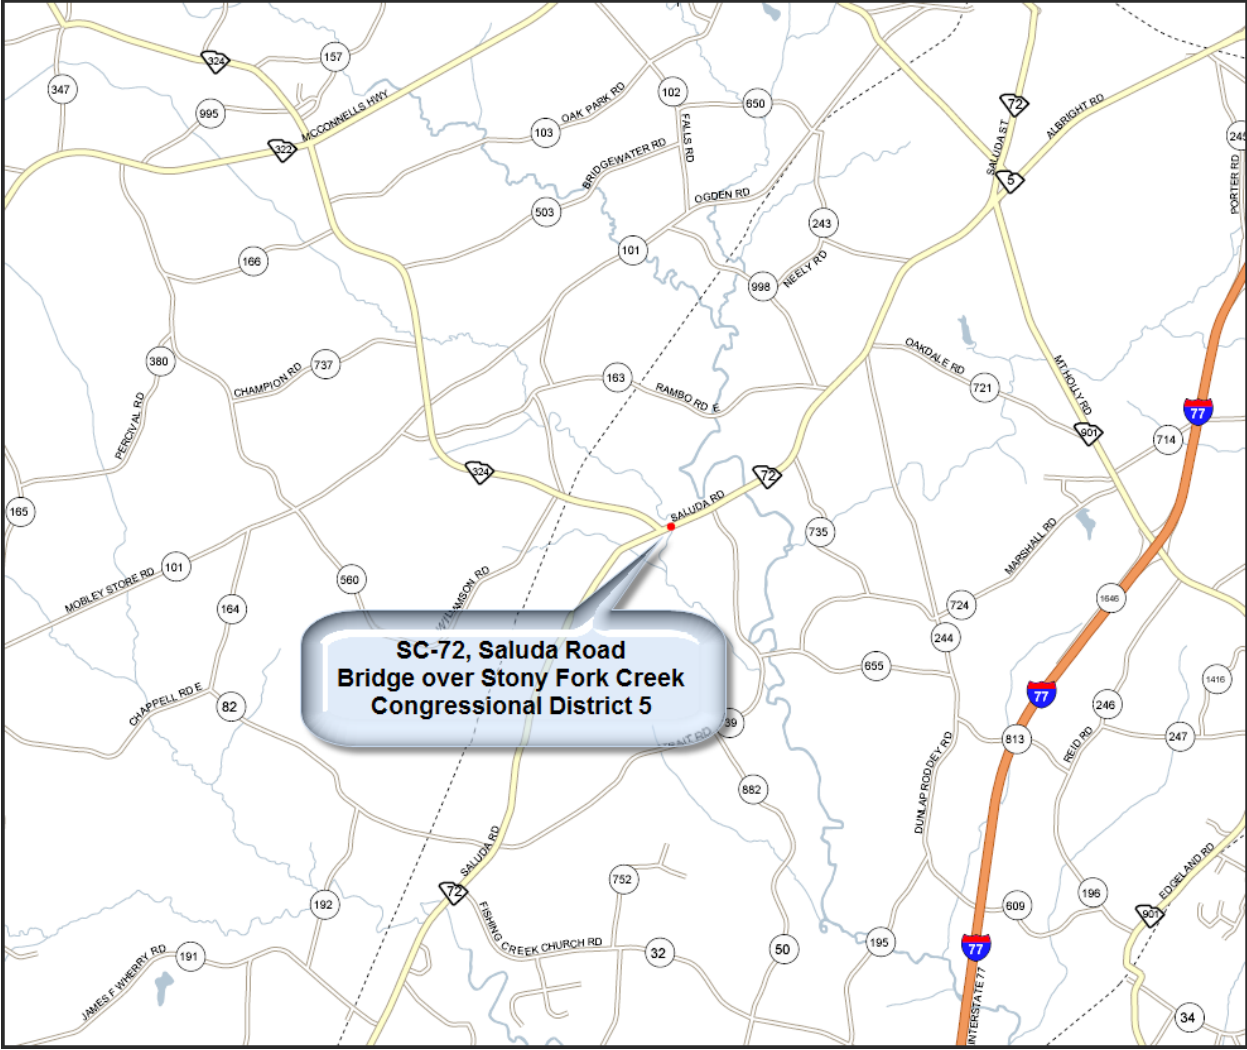 324
157
347
995
MCCONNELLS HWY
322
102
650
OAK PARK RD
103
FALLS RD
BRIDGEWATER RD
72
ALBRIGHT RD
SALUDA ST
5
PORTER RD
503
OGDEN RD
243
101
166
998
NEELY RD
380
737
CHAMPION RD
PERCIVAL RD
163
RAMBO RD E
OAKDALE RD
721
MT HOLLY RD
901
77
714
324
72
SALUDA RD
165
735
MARSHALL RD
101
MOBLEY STORE RD
560
164
724
1646
244
SC-72, Saluda Road
Bridge over Stony Fork Creek
Congressional District 5
655
77
1416
CHAPPELL RD E
82
246
247
813
REID RD
DUNLAP RODDEY RD
882
SALUDA RD
72
752
192
FISHING CREEK CHURCH RD
32
50
195
609
196
EDGELAND RD
901
77
INTERSTATE 77
191
JAMES F WHERRY RD
34